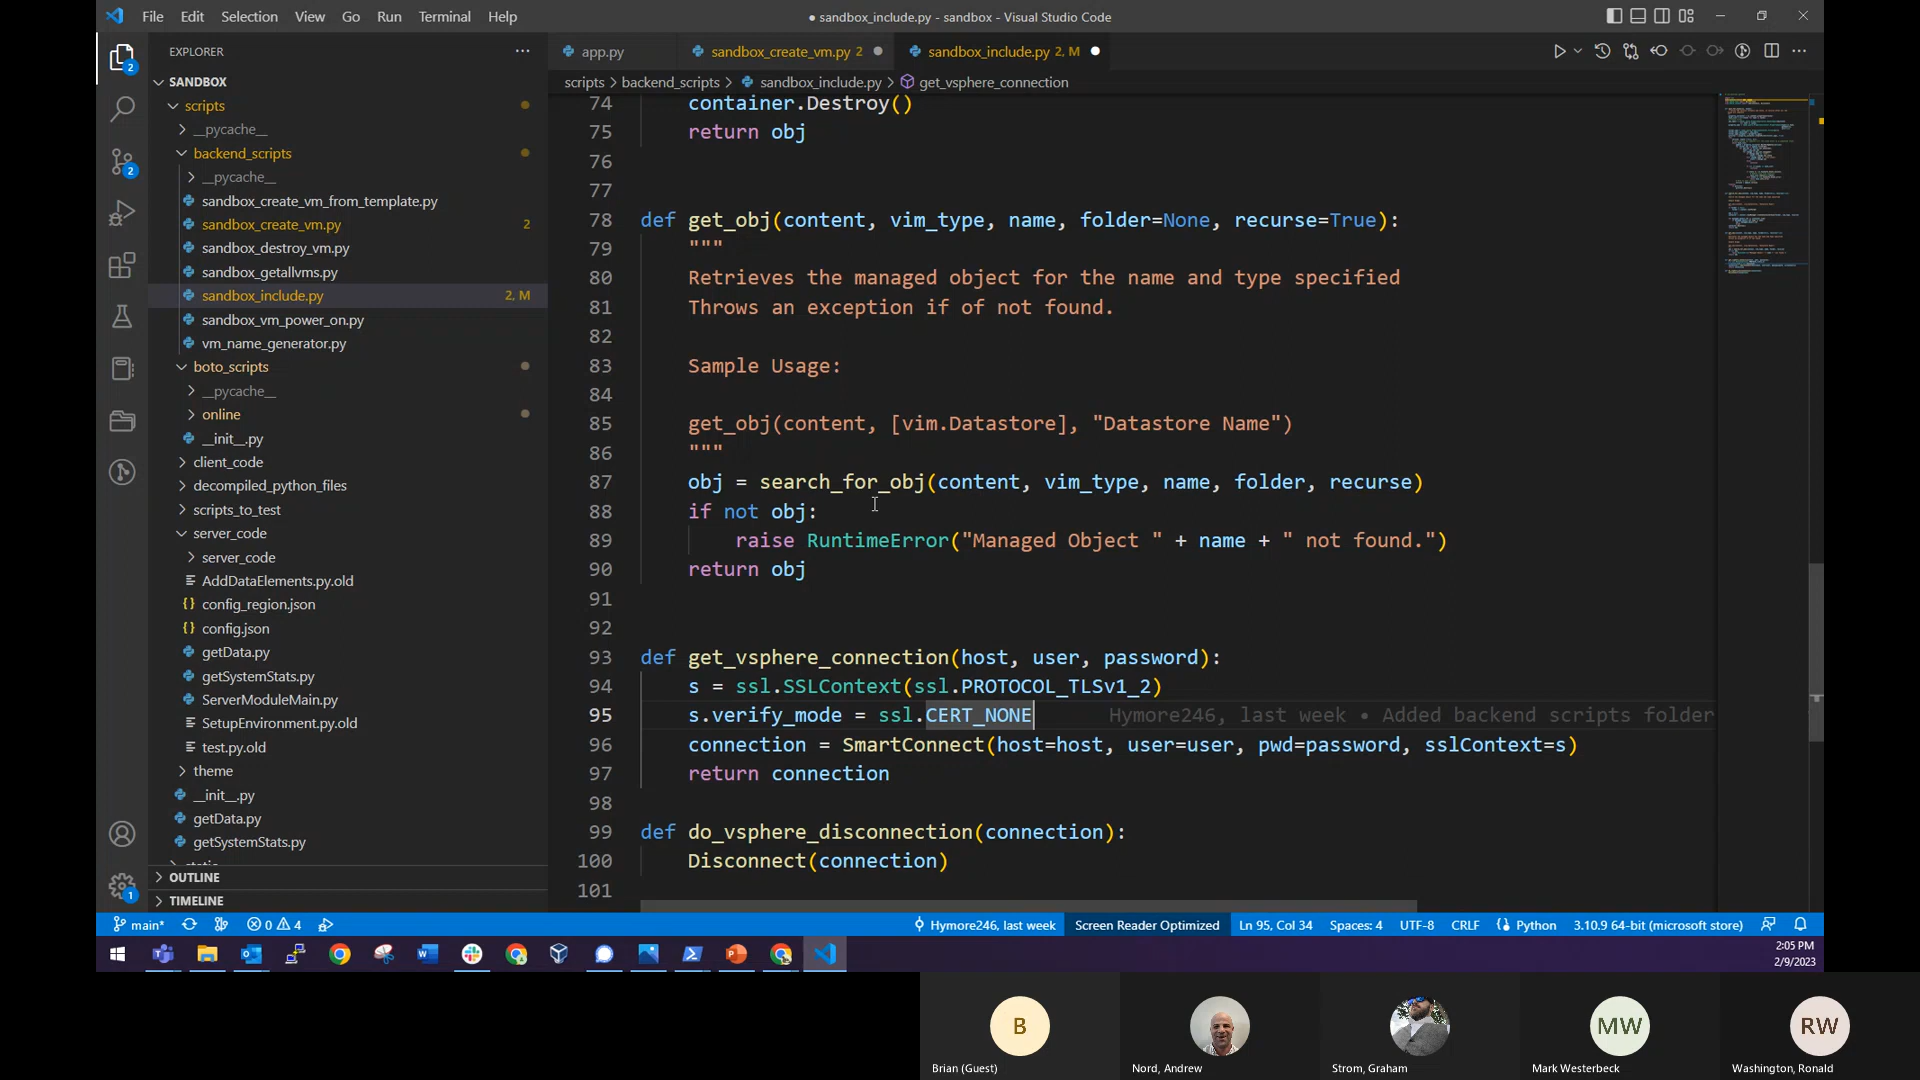 File Edit Selection View Go Run Terminal Help
● sandbox_include.py - sandbox - Visual Studio Code
EXPLORER
app.py
sandbox_create_vm.py 2
sandbox_include.py 2, M
SANDBOX
scripts > backend_scripts > sandbox_include.py > get_vsphere_connection
scripts
__pycache__
backend_scripts
__pycache__
sandbox_create_vm_from_template.py
sandbox_create_vm.py 2
sandbox_destroy_vm.py
sandbox_getallvms.py
sandbox_include.py 2, M
sandbox_vm_power_on.py
vm_name_generator.py
boto_scripts
__pycache__
online
__init__.py
client_code
decompiled_python_files
scripts_to_test
server_code
server_code
AddDataElements.py.old
config_region.json
config.json
getData.py
getSystemStats.py
ServerModuleMain.py
SetupEnvironment.py.old
test.py.old
theme
__init__.py
getData.py
getSystemStats.py
OUTLINE
TIMELINE
2
2
1
74 container.Destroy()
75 return obj
76
77
78 def get_obj(content, vim_type, name, folder=None, recurse=True):
79 """
80 Retrieves the managed object for the name and type specified
81 Throws an exception if of not found.
82
83 Sample Usage:
84
85 get_obj(content, [vim.Datastore], "Datastore Name")
86 """
87 obj = search_for_obj(content, vim_type, name, folder, recurse)
88 if not obj:
89 raise RuntimeError("Managed Object " + name + " not found.")
90 return obj
91
92
93 def get_vsphere_connection(host, user, password):
94 s = ssl.SSLContext(ssl.PROTOCOL_TLSv1_2)
95 s.verify_mode = ssl.CERT_NONE Hymore246, last week • Added backend scripts folder
96 connection = SmartConnect(host=host, user=user, pwd=password, sslContext=s)
97 return connection
98
99 def do_vsphere_disconnection(connection):
100 Disconnect(connection)
101
main* 0 4 Hymore246, last week Screen Reader Optimized Ln 95, Col 34 Spaces: 4 UTF-8 CRLF Python 3.10.9 64-bit (microsoft store)
2:05 PM
2/9/2023
B
MW
RW
Brian (Guest)
Nord, Andrew
Strom, Graham
Mark Westerbeck
Washington, Ronald